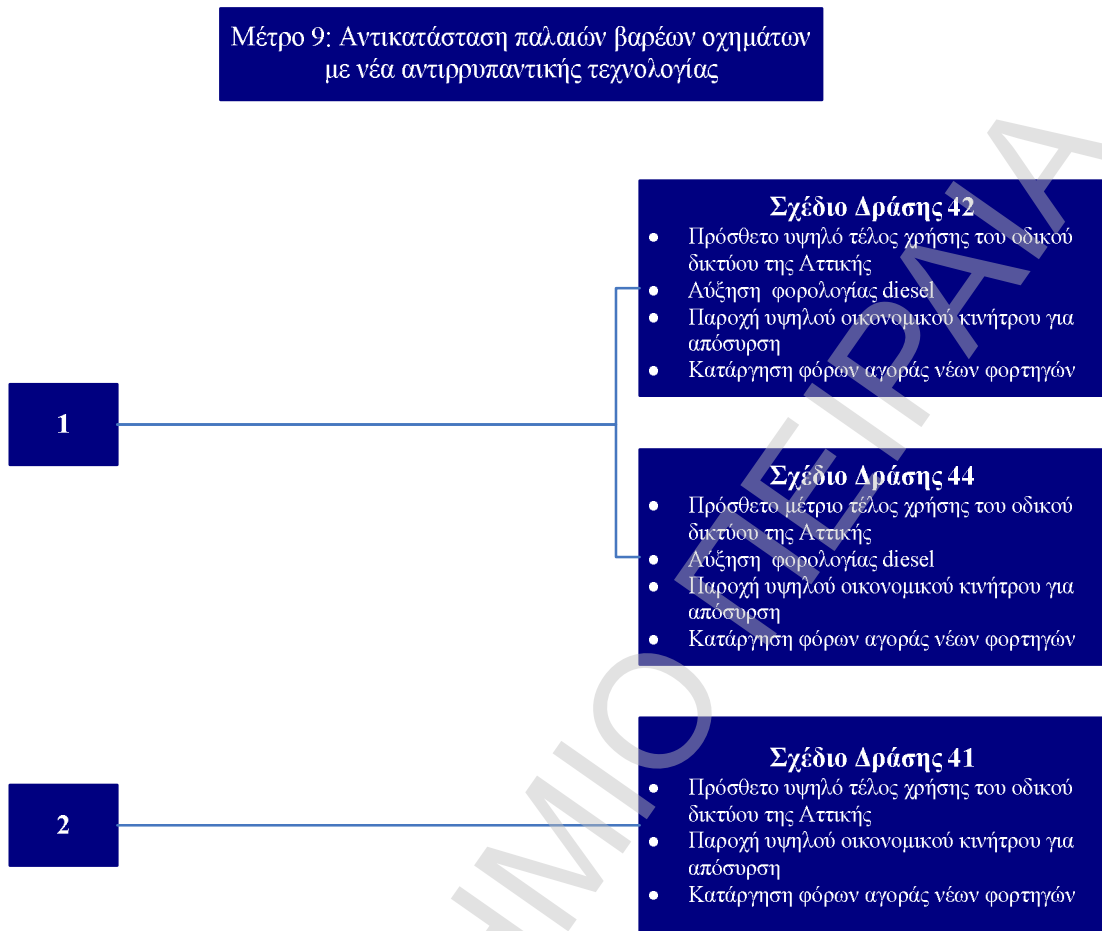 Μέτρο 9: Αντικατάσταση παλαιών βαρέων οχημάτων
με νέα αντιρρυπαντικής τεχνολογίας
1
Σχέδιο Δράσης 42
• Πρόσθετο υψηλό τέλος χρήσης του οδικού
δικτύου της Αττικής
• Αύξηση φορολογίας diesel
• Παροχή υψηλού οικονομικού κινήτρου για
απόσυρση
• Κατάργηση φόρων αγοράς νέων φορτηγών
Σχέδιο Δράσης 44
• Πρόσθετο μέτριο τέλος χρήσης του οδικού
δικτύου της Αττικής
• Αύξηση φορολογίας diesel
• Παροχή υψηλού οικονομικού κινήτρου για
απόσυρση
• Κατάργηση φόρων αγοράς νέων φορτηγών
2
Σχέδιο Δράσης 41
• Πρόσθετο υψηλό τέλος χρήσης του οδικού
δικτύου της Αττικής
• Παροχή υψηλού οικονομικού κινήτρου για
απόσυρση
• Κατάργηση φόρων αγοράς νέων φορτηγών
ΗΜΙΟ ΠΕΙΡΑΙΑ